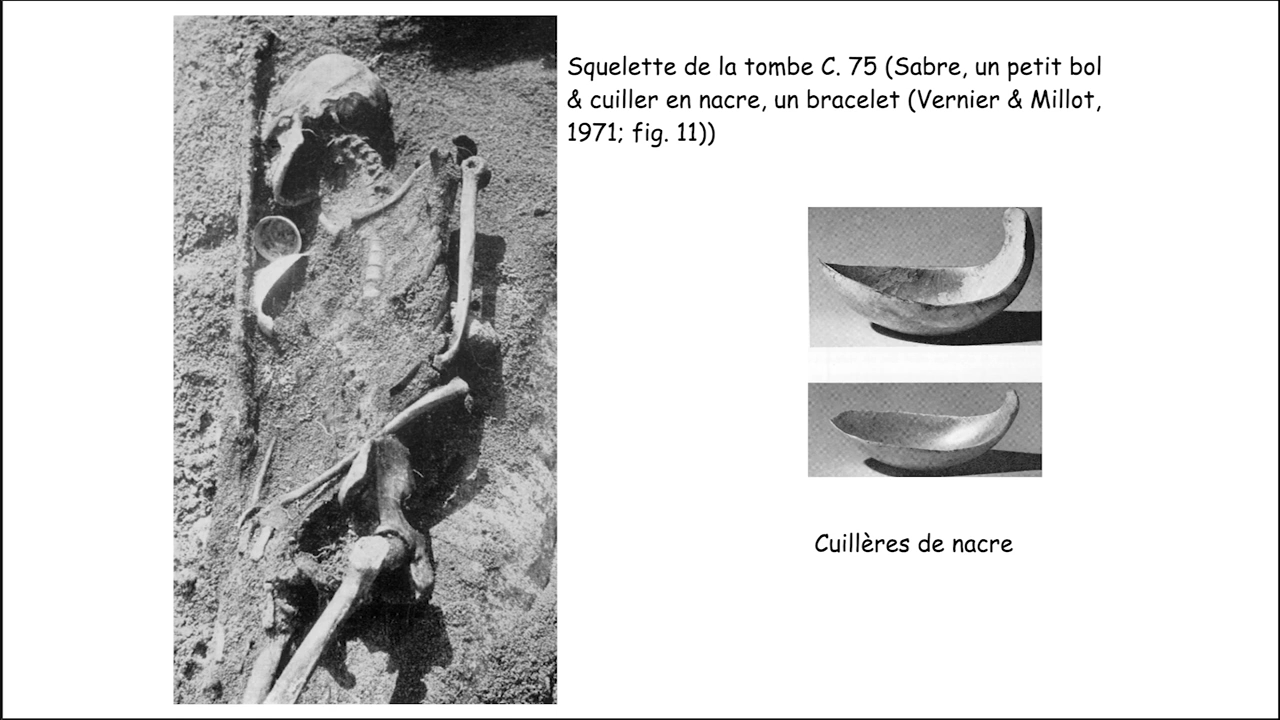 Squelette de la tombe C. 75 (Sabre, un petit bol
& cuiller en nacre, un bracelet (Vernier & Millot,
1971; fig. 11))
Cuillères de nacre